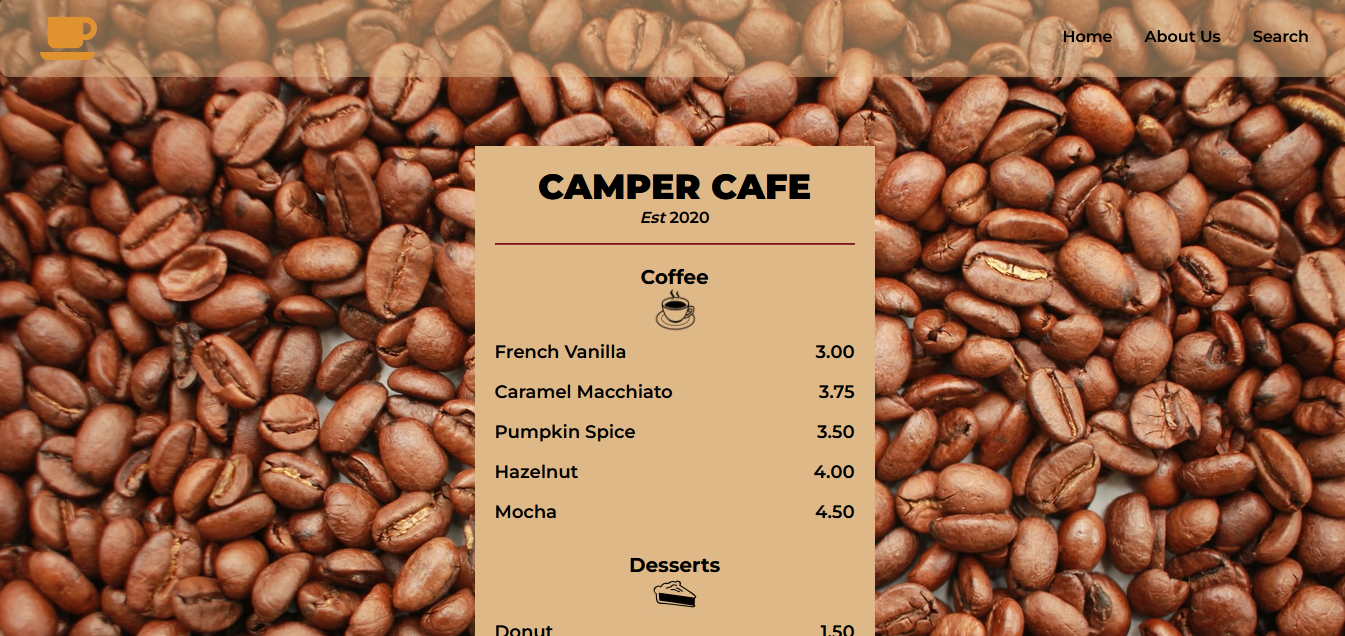 Home About Us Search
CAMPER CAFE
Est 2020
Coffee
French Vanilla 3.00
Caramel Macchiato 3.75
Pumpkin Spice 3.50
Hazelnut 4.00
Mocha 4.50
Desserts
Donut 1.50